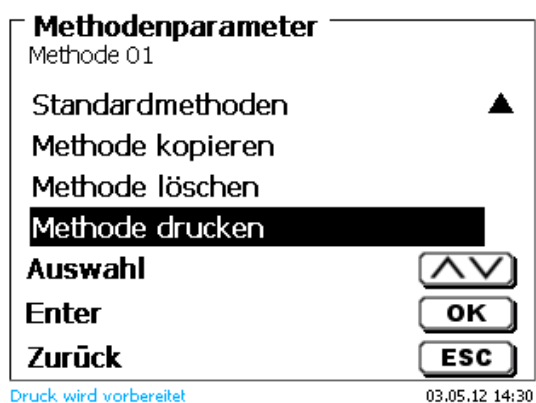 Methodenparameter
Methode 01
Standardmethoden
Methode kopieren
Methode löschen
Methode drucken
Auswahl
Enter OK
Zurück ESC
Druck wird vorbereitet 03.05.12 14:30